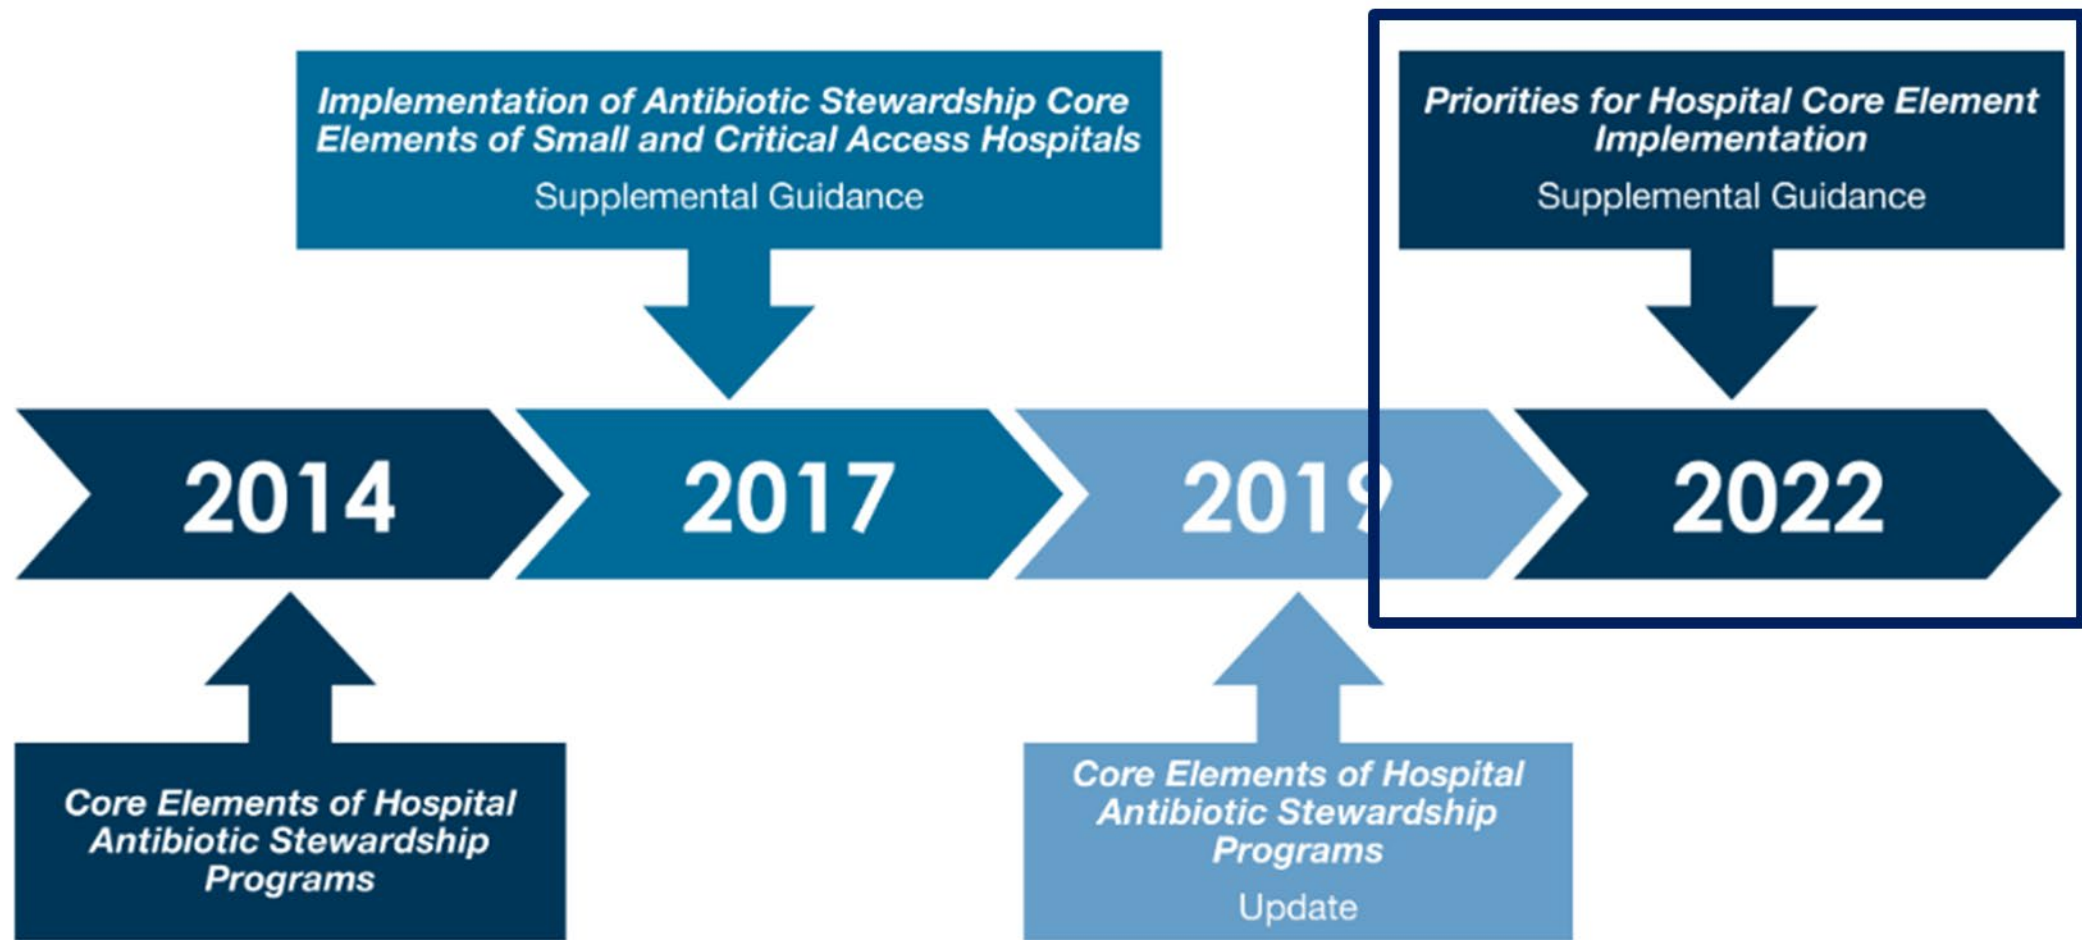 Implementation of Antibiotic Stewardship Core
Elements of Small and Critical Access Hospitals
Supplemental Guidance
Priorities for Hospital Core Element
Implementation
Supplemental Guidance
2014
2017
2019
2022
Core Elements of Hospital
Antibiotic Stewardship
Programs
Core Elements of Hospital
Antibiotic Stewardship
Programs
Update